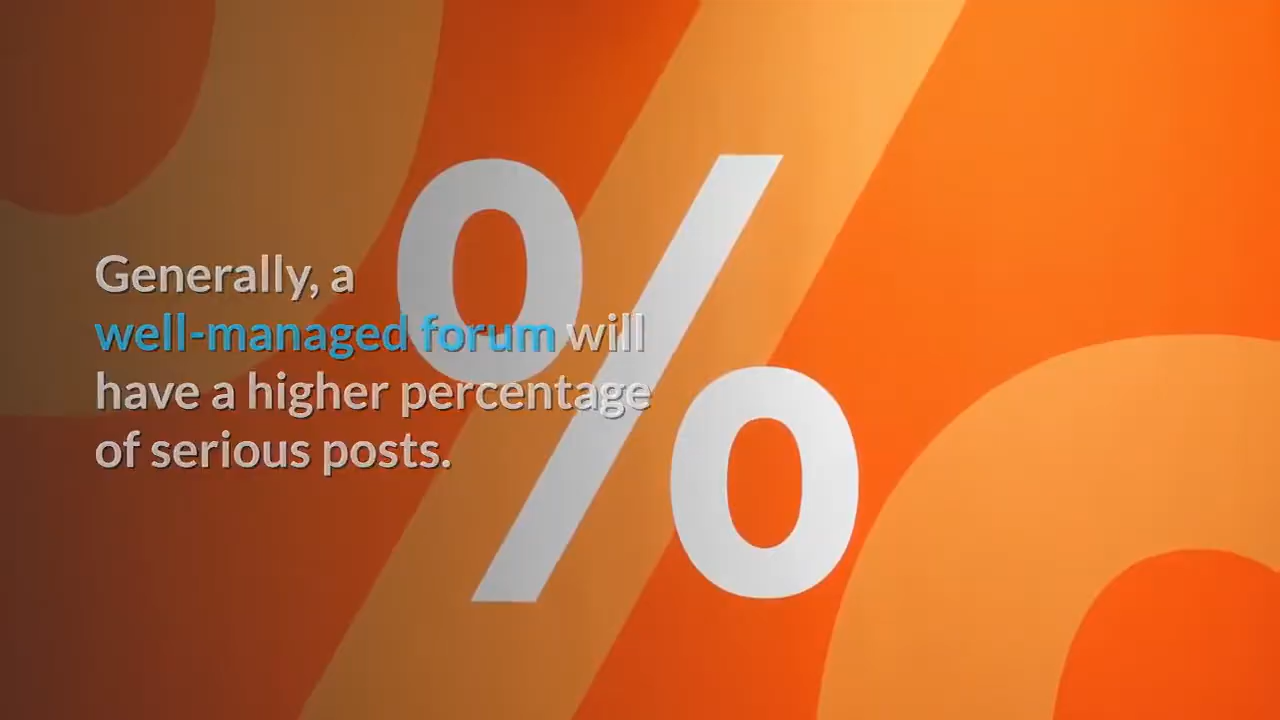 Generally, a
well-managed forum will
have a higher percentage
of serious posts.
%